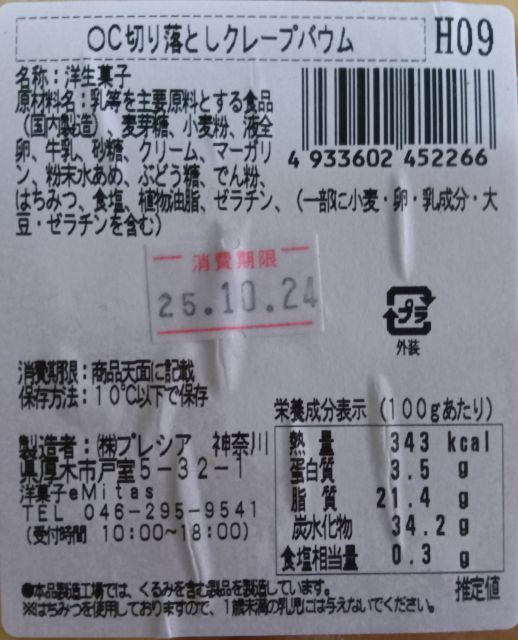 OC切り落としクレープバウム
H09
名称：洋生菓子
原材料名：乳等を主要原料とする食品
（国内製造）、麦芽糖、小麦粉、液全
卵、牛乳、砂糖、クリーム、マーガリ
ン、粉末水あめ、ぶどう糖、でん粉、
はちみつ、食塩、植物油脂、ゼラチン、（一部に小麦・卵・乳成分・大
豆・ゼラチンを含む）
4 933602 452266
消費期限
25.10.24
プラ
外装
消費期限：商品天面に記載
保存方法：10℃以下で保存
製造者：㈱プレシア 神奈川
県厚木市戸室5-32-1
洋菓子eMitas
TEL 046-295-9541
（受付時間 10:00~18:00）
栄養成分表示（100gあたり）
熱量 343 kcal
蛋白質 3.5 g
脂質 21.4 g
炭水化物 34.2 g
食塩相当量 0.3 g
推定値
●本品製造工場では、くるみを含む製品を製造しています。
※はちみつを使用しておりますので、1歳未満の乳児には与えないでください。